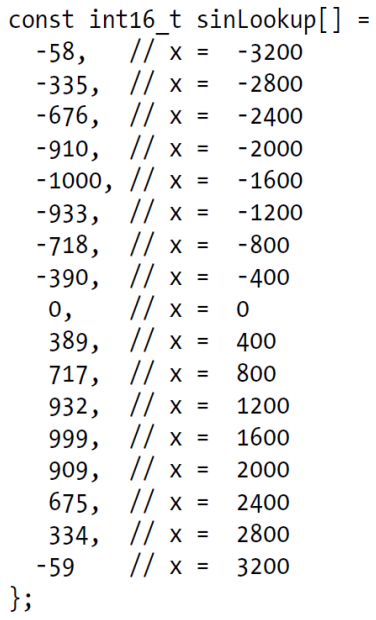 const int16_t sinLookup[] =
-58, // x = -3200
-335, // x = -2800
-676, // x = -2400
-910, // x = -2000
-1000, // x = -1600
-933, // x = -1200
-718, // x = -800
-390, // x = -400
0, // x = 0
389, // x = 400
717, // x = 800
932, // x = 1200
999, // x = 1600
909, // x = 2000
675, // x = 2400
334, // x = 2800
-59 // x = 3200
};